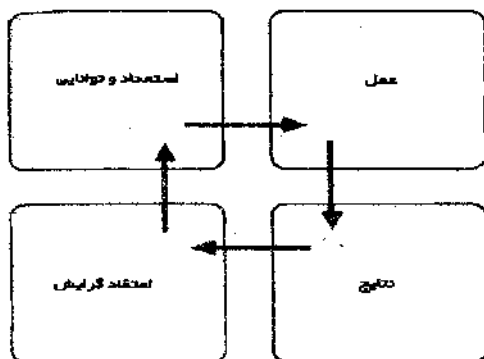 عمل
استعداد و توانایی
نتایج
اعتقاد گرایش